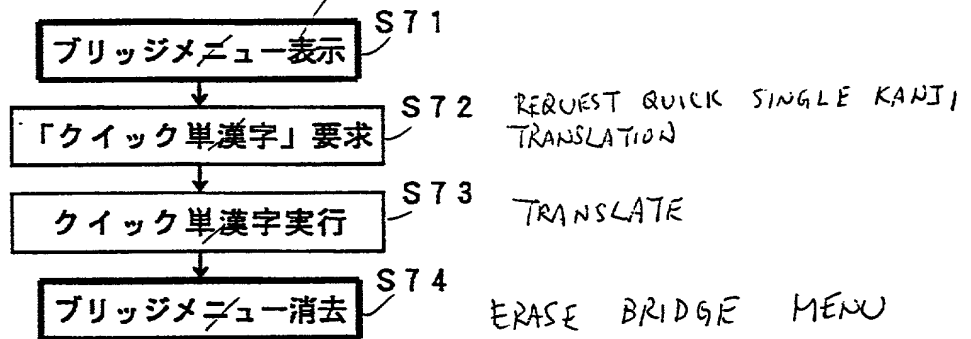 S71
ブリッジメニュー表示
S72
「クイック単漢字」要求
REQUEST QUICK SINGLE KANJI
TRANSLATION
S73
クイック単漢字実行
TRANSLATE
S74
ブリッジメニュー消去
ERASE BRIDGE MENU